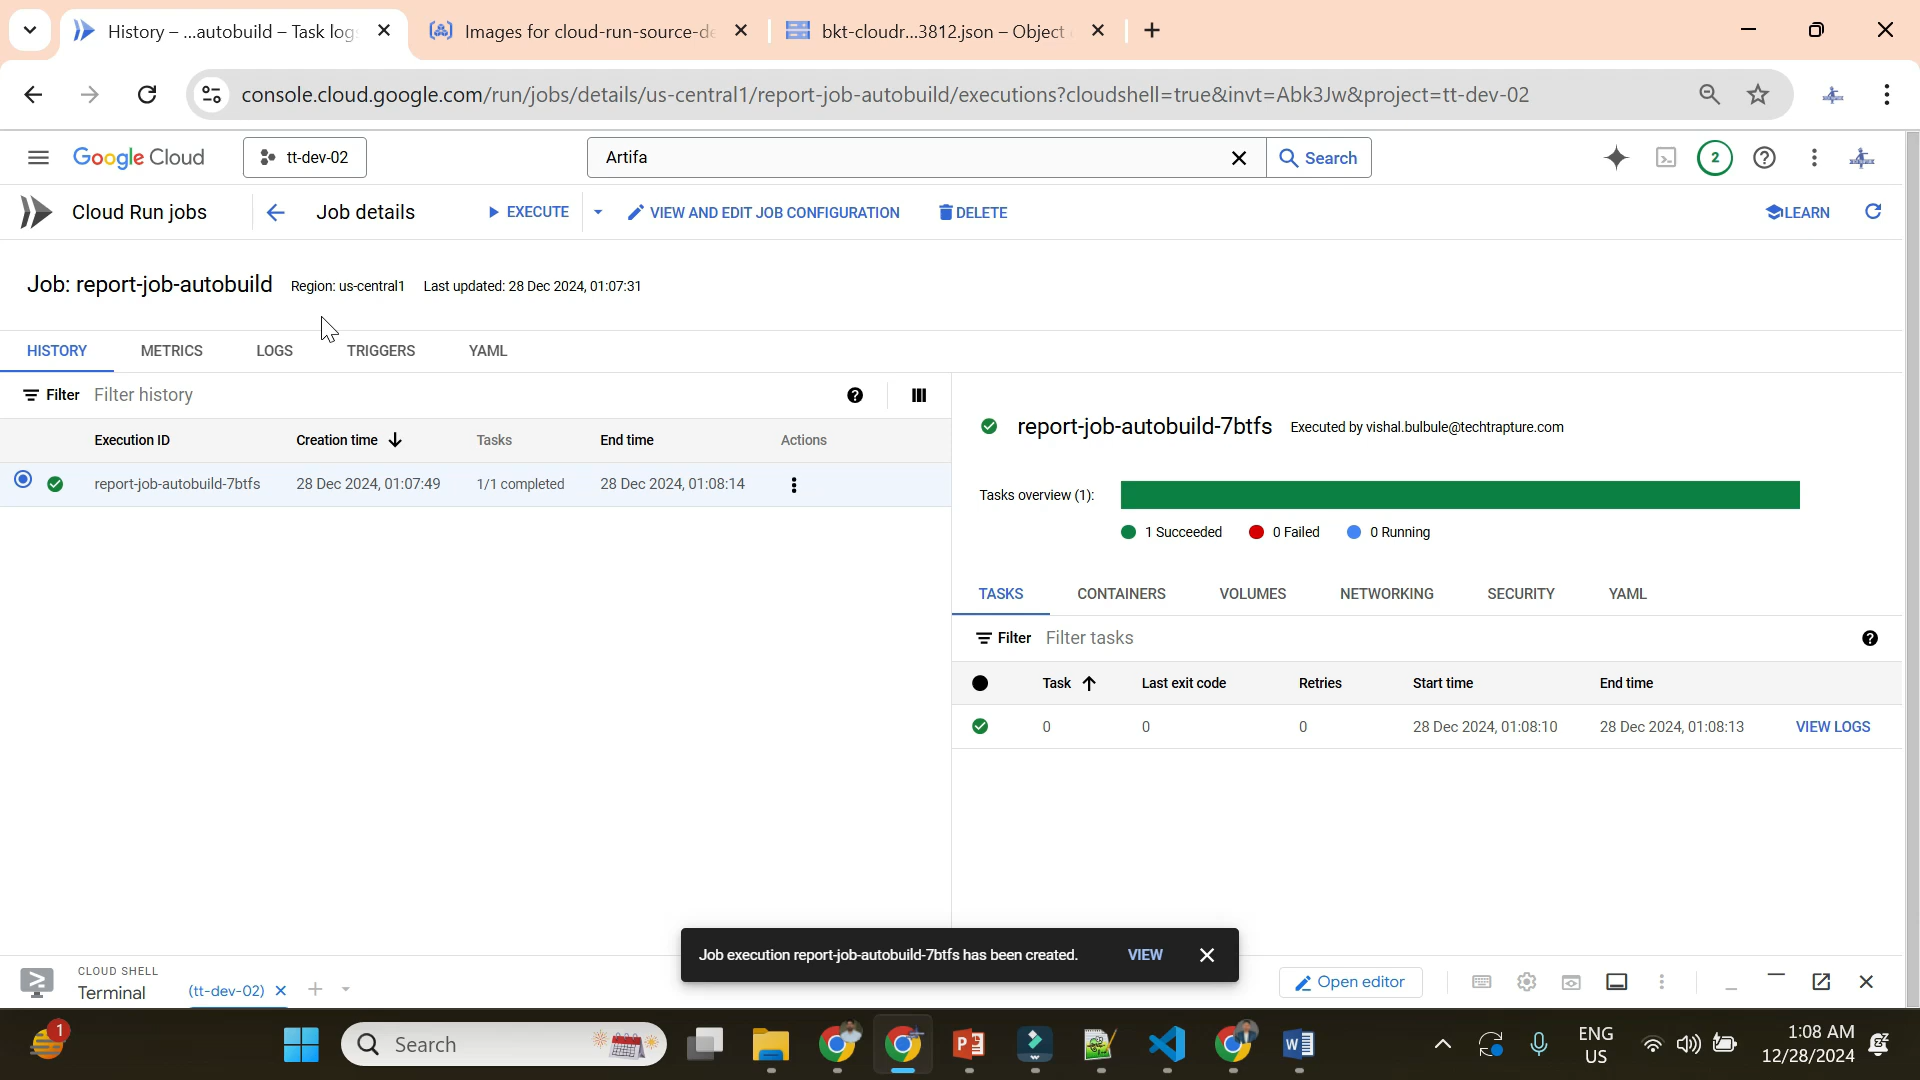 History – ...autobuild – Task log
Images for cloud-run-source-de
bkt-cloudr...3812.json – Object
console.cloud.google.com/run/jobs/details/us-central1/report-job-autobuild/executions?cloudshell=true&invt=Abk3Jw&project=tt-dev-02
Google Cloud
tt-dev-02
Artifa
Search
2
Cloud Run jobs
Job details
EXECUTE
VIEW AND EDIT JOB CONFIGURATION
DELETE
LEARN
Job: report-job-autobuild Region: us-central1 Last updated: 28 Dec 2024, 01:07:31
HISTORY METRICS LOGS TRIGGERS YAML
Filter Filter history
Execution ID Creation time Tasks End time Actions
report-job-autobuild-7btfs 28 Dec 2024, 01:07:49 1/1 completed 28 Dec 2024, 01:08:14
report-job-autobuild-7btfs Executed by vishal.bulbule@techtrapture.com
Tasks overview (1):
1 Succeeded 0 Failed 0 Running
TASKS CONTAINERS VOLUMES NETWORKING SECURITY YAML
Filter Filter tasks
Task Last exit code Retries Start time End time
0 0 0 28 Dec 2024, 01:08:10 28 Dec 2024, 01:08:13 VIEW LOGS
Job execution report-job-autobuild-7btfs has been created. VIEW
CLOUD SHELL
Terminal
(tt-dev-02)
Open editor
1
Search
ENG
US
1:08 AM
12/28/2024